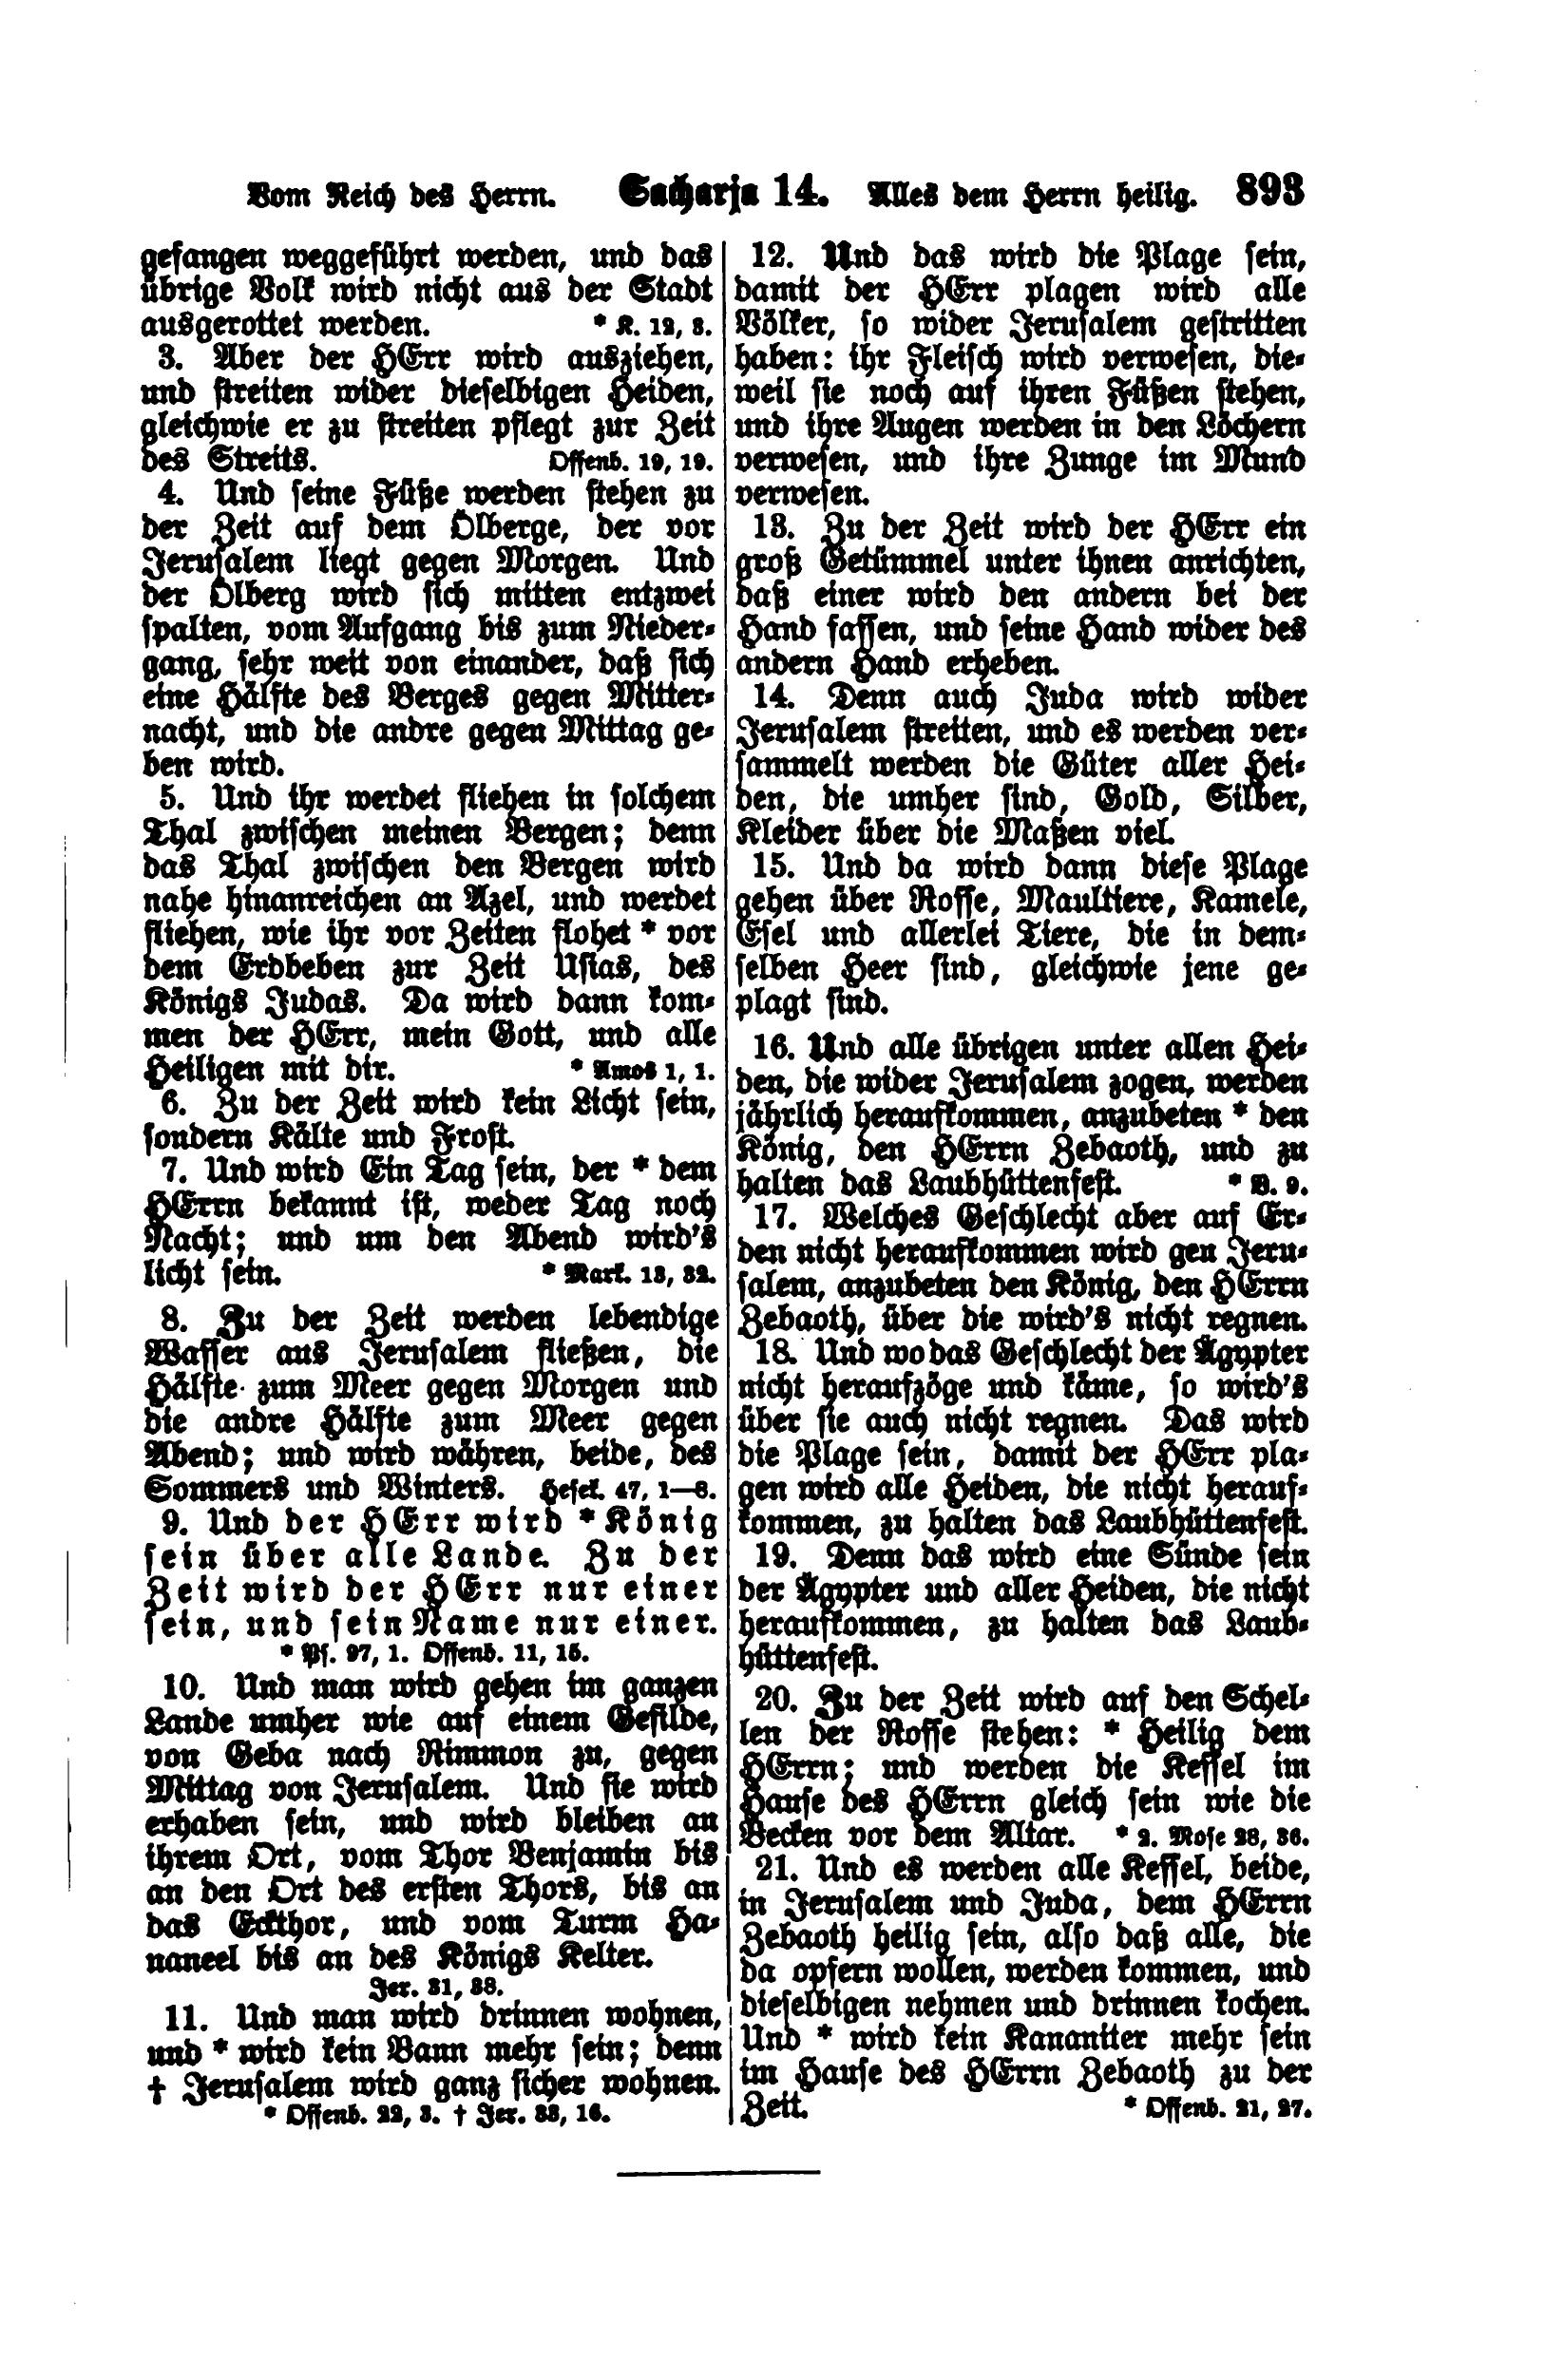 Vom Reich des Herrn. Sacharja 14. Alles dem Herrn heilig. 893
gefangen weggeführt werden, und das
übrige Volk wird nicht aus der Stadt
ausgerottet werden. * K. 12, 8.
3. Aber der HErr wird ausziehen,
und streiten wider dieselbigen Heiden,
gleichwie er zu streiten pflegt zur Zeit
des Streits. Offenb. 19, 19.
4. Und seine Füße werden stehen zu
der Zeit auf dem Ölberge, der vor
Jerusalem liegt gegen Morgen. Und
der Ölberg wird sich mitten entzwei
spalten, vom Aufgang bis zum Nieder-
gang, sehr weit von einander, daß sich
eine Hälfte des Berges gegen Mitter-
nacht, und die andre gegen Mittag ge-
ben wird.
5. Und ihr werdet fliehen in solchem
Thal zwischen meinen Bergen; denn
das Thal zwischen den Bergen wird
nahe hinanreichen an Azel, und werdet
fliehen, wie ihr vor Zeiten flohet * vor
dem Erdbeben zur Zeit Usias, des
Königs Judas. Da wird dann kom-
men der HErr, mein Gott, und alle
Heiligen mit dir. * Amos 1, 1.
6. Zu der Zeit wird kein Licht sein,
sondern Kälte und Frost.
7. Und wird Ein Tag sein, der * dem
HErrn bekannt ist, weder Tag noch
Nacht; und um den Abend wird's
licht sein. * Mark. 13, 32.
8. Zu der Zeit werden lebendige
Wasser aus Jerusalem fließen, die
Hälfte zum Meer gegen Morgen und
die andre Hälfte zum Meer gegen
Abend; und wird währen, beide, des
Sommers und Winters. Hesek. 47, 1—8.
9. Und der HErr wird * König
sein über alle Lande. Zu der
Zeit wird der HErr nur einer
sein, und sein Name nur einer.
* Ps. 97, 1. Offenb. 11, 15.
10. Und man wird gehen im ganzen
Lande umher wie auf einem Gefilde,
von Geba nach Rimmon zu, gegen
Mittag von Jerusalem. Und sie wird
erhaben sein, und wird bleiben an
ihrem Ort, vom Thor Benjamin bis
an den Ort des ersten Thors, bis an
das Eckthor, und vom Turm Ha-
naneel bis an des Königs Kelter.
Jer. 31, 38.
11. Und man wird drinnen wohnen,
und * wird kein Bann mehr sein; denn
† Jerusalem wird ganz sicher wohnen.
* Offenb. 22, 3. † Jer. 33, 16.
12. Und das wird die Plage sein,
damit der HErr plagen wird alle
Völker, so wider Jerusalem gestritten
haben: ihr Fleisch wird verwesen, die-
weil sie noch auf ihren Füßen stehen,
und ihre Augen werden in den Löchern
verwesen, und ihre Zunge im Mund
verwesen.
13. Zu der Zeit wird der HErr ein
groß Getümmel unter ihnen anrichten,
daß einer wird den andern bei der
Hand fassen, und seine Hand wider des
andern Hand erheben.
14. Denn auch Juda wird wider
Jerusalem streiten, und es werden ver-
sammelt werden die Güter aller Hei-
den, die umher sind, Gold, Silber,
Kleider über die Maßen viel.
15. Und da wird dann diese Plage
gehen über Rosse, Maultiere, Kamele,
Esel und allerlei Tiere, die in dem-
selben Heer sind, gleichwie jene ge-
plagt sind.
16. Und alle übrigen unter allen Hei-
den, die wider Jerusalem zogen, werden
jährlich heraufkommen, anzubeten * den
König, den HErrn Zebaoth, und zu
halten das Laubhüttenfest. * V. 9.
17. Welches Geschlecht aber auf Er-
den nicht heraufkommen wird gen Jeru-
salem, anzubeten den König, den HErrn
Zebaoth, über die wird's nicht regnen.
18. Und wo das Geschlecht der Ägypter
nicht heraufzöge und käme, so wird's
über sie auch nicht regnen. Das wird
die Plage sein, damit der HErr pla-
gen wird alle Heiden, die nicht herauf-
kommen, zu halten das Laubhüttenfest.
19. Denn das wird eine Sünde sein
der Ägypter und aller Heiden, die nicht
heraufkommen, zu halten das Laub-
hüttenfest.
20. Zu der Zeit wird auf den Schel-
len der Rosse stehen: * Heilig dem
HErrn; und werden die Kessel im
Hause des HErrn gleich sein wie die
Becken vor dem Altar. * 2. Mose 28, 36.
21. Und es werden alle Kessel, beide,
in Jerusalem und Juda, dem HErrn
Zebaoth heilig sein, also daß alle, die
da opfern wollen, werden kommen, und
dieselbigen nehmen und drinnen kochen.
Und * wird kein Kananiter mehr sein
im Hause des HErrn Zebaoth zu der
Zeit. * Offenb. 21, 27.